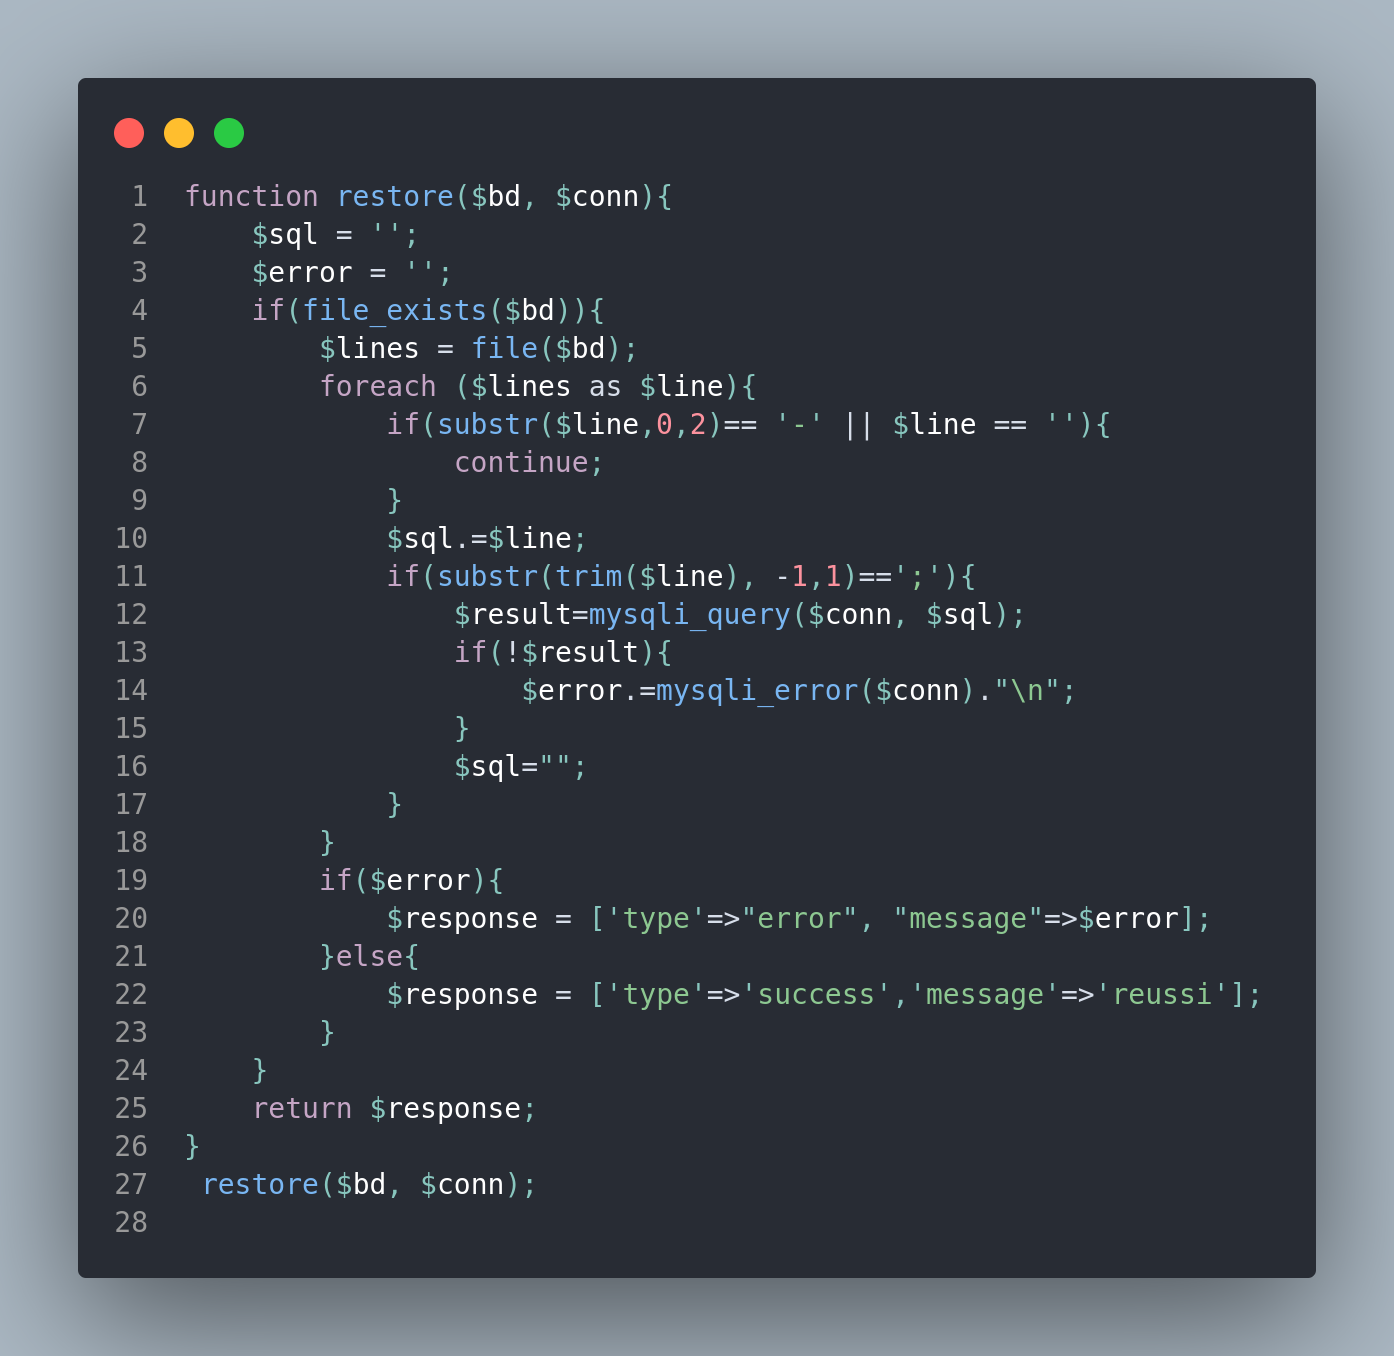 1 function restore($bd, $conn){
2     $sql = '';
3     $error = '';
4     if(file_exists($bd)){
5         $lines = file($bd);
6         foreach ($lines as $line){
7             if(substr($line,0,2)== '-' || $line == ''){
8                 continue;
9             }
10             $sql.=$line;
11             if(substr(trim($line), -1,1)==';'){
12                 $result=mysqli_query($conn, $sql);
13                 if(!$result){
14                     $error.=mysqli_error($conn)."\n";
15                 }
16                 $sql="";
17             }
18         }
19         if($error){
20             $response = ['type'=>"error", "message"=>$error];
21         }else{
22             $response = ['type'=>'success','message'=>'reussi'];
23         }
24     }
25     return $response;
26 }
27  restore($bd, $conn);
28